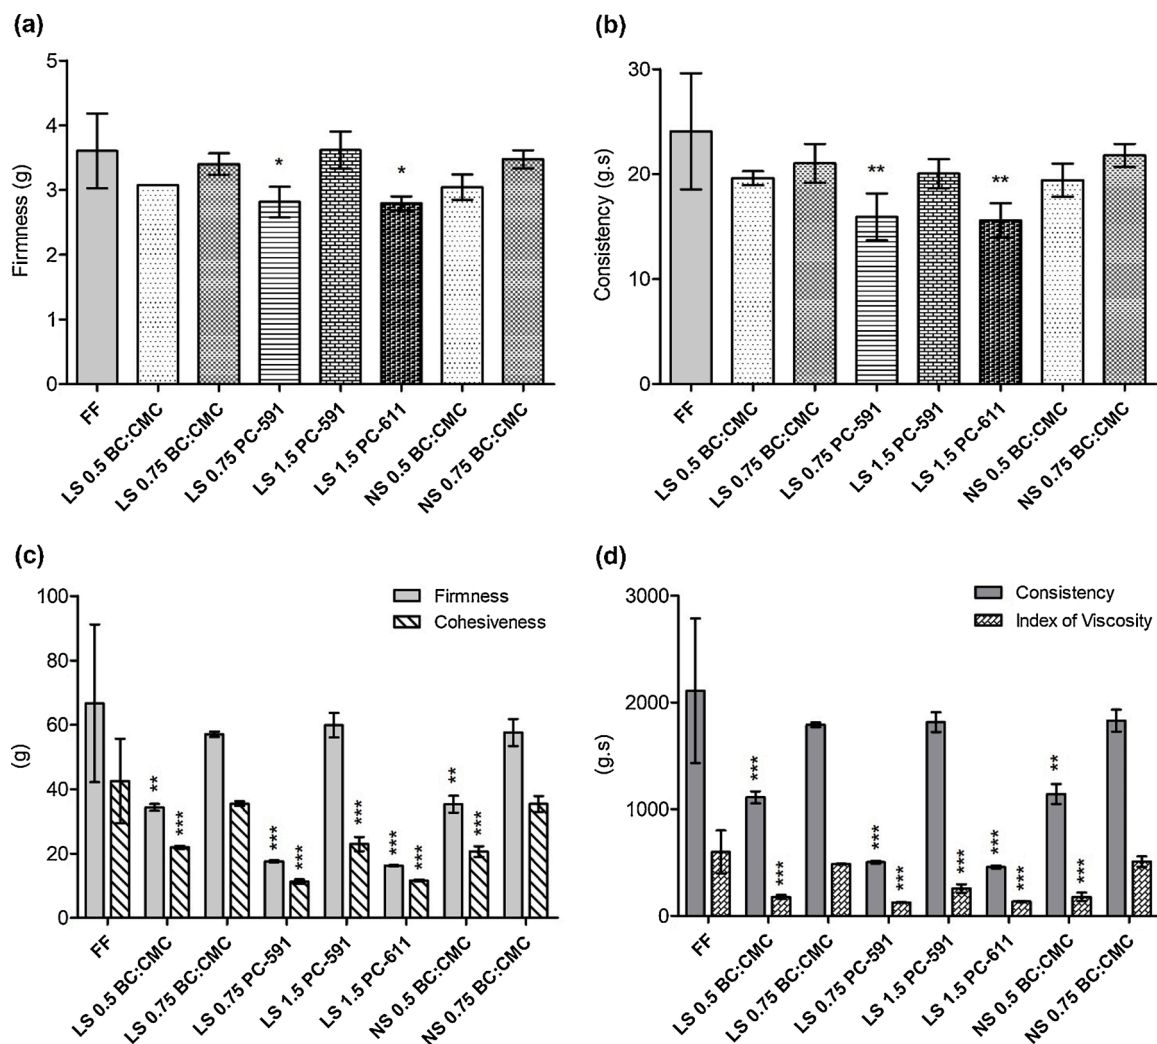 (a)
Firmness (g)
5
4
3
2
1
0
* *
FF
LS 0.5 BC:CMC
LS 0.75 BC:CMC
LS 0.75 PC-591
LS 1.5 PC-591
LS 1.5 PC-611
NS 0.5 BC:CMC
NS 0.75 BC:CMC
(b)
Consistency (g.s)
30
20
10
0
** **
FF
LS 0.5 BC:CMC
LS 0.75 BC:CMC
LS 0.75 PC-591
LS 1.5 PC-591
LS 1.5 PC-611
NS 0.5 BC:CMC
NS 0.75 BC:CMC
(c)
(g)
100
80
60
40
20
0
Firmness
Cohesiveness
** *** *** *** *** *** *** ** ***
FF
LS 0.5 BC:CMC
LS 0.75 BC:CMC
LS 0.75 PC-591
LS 1.5 PC-591
LS 1.5 PC-611
NS 0.5 BC:CMC
NS 0.75 BC:CMC
(d)
(g.s)
3000
2000
1000
0
Consistency
Index of Viscosity
*** *** *** *** *** *** *** ** ***
FF
LS 0.5 BC:CMC
LS 0.75 BC:CMC
LS 0.75 PC-591
LS 1.5 PC-591
LS 1.5 PC-611
NS 0.5 BC:CMC
NS 0.75 BC:CMC